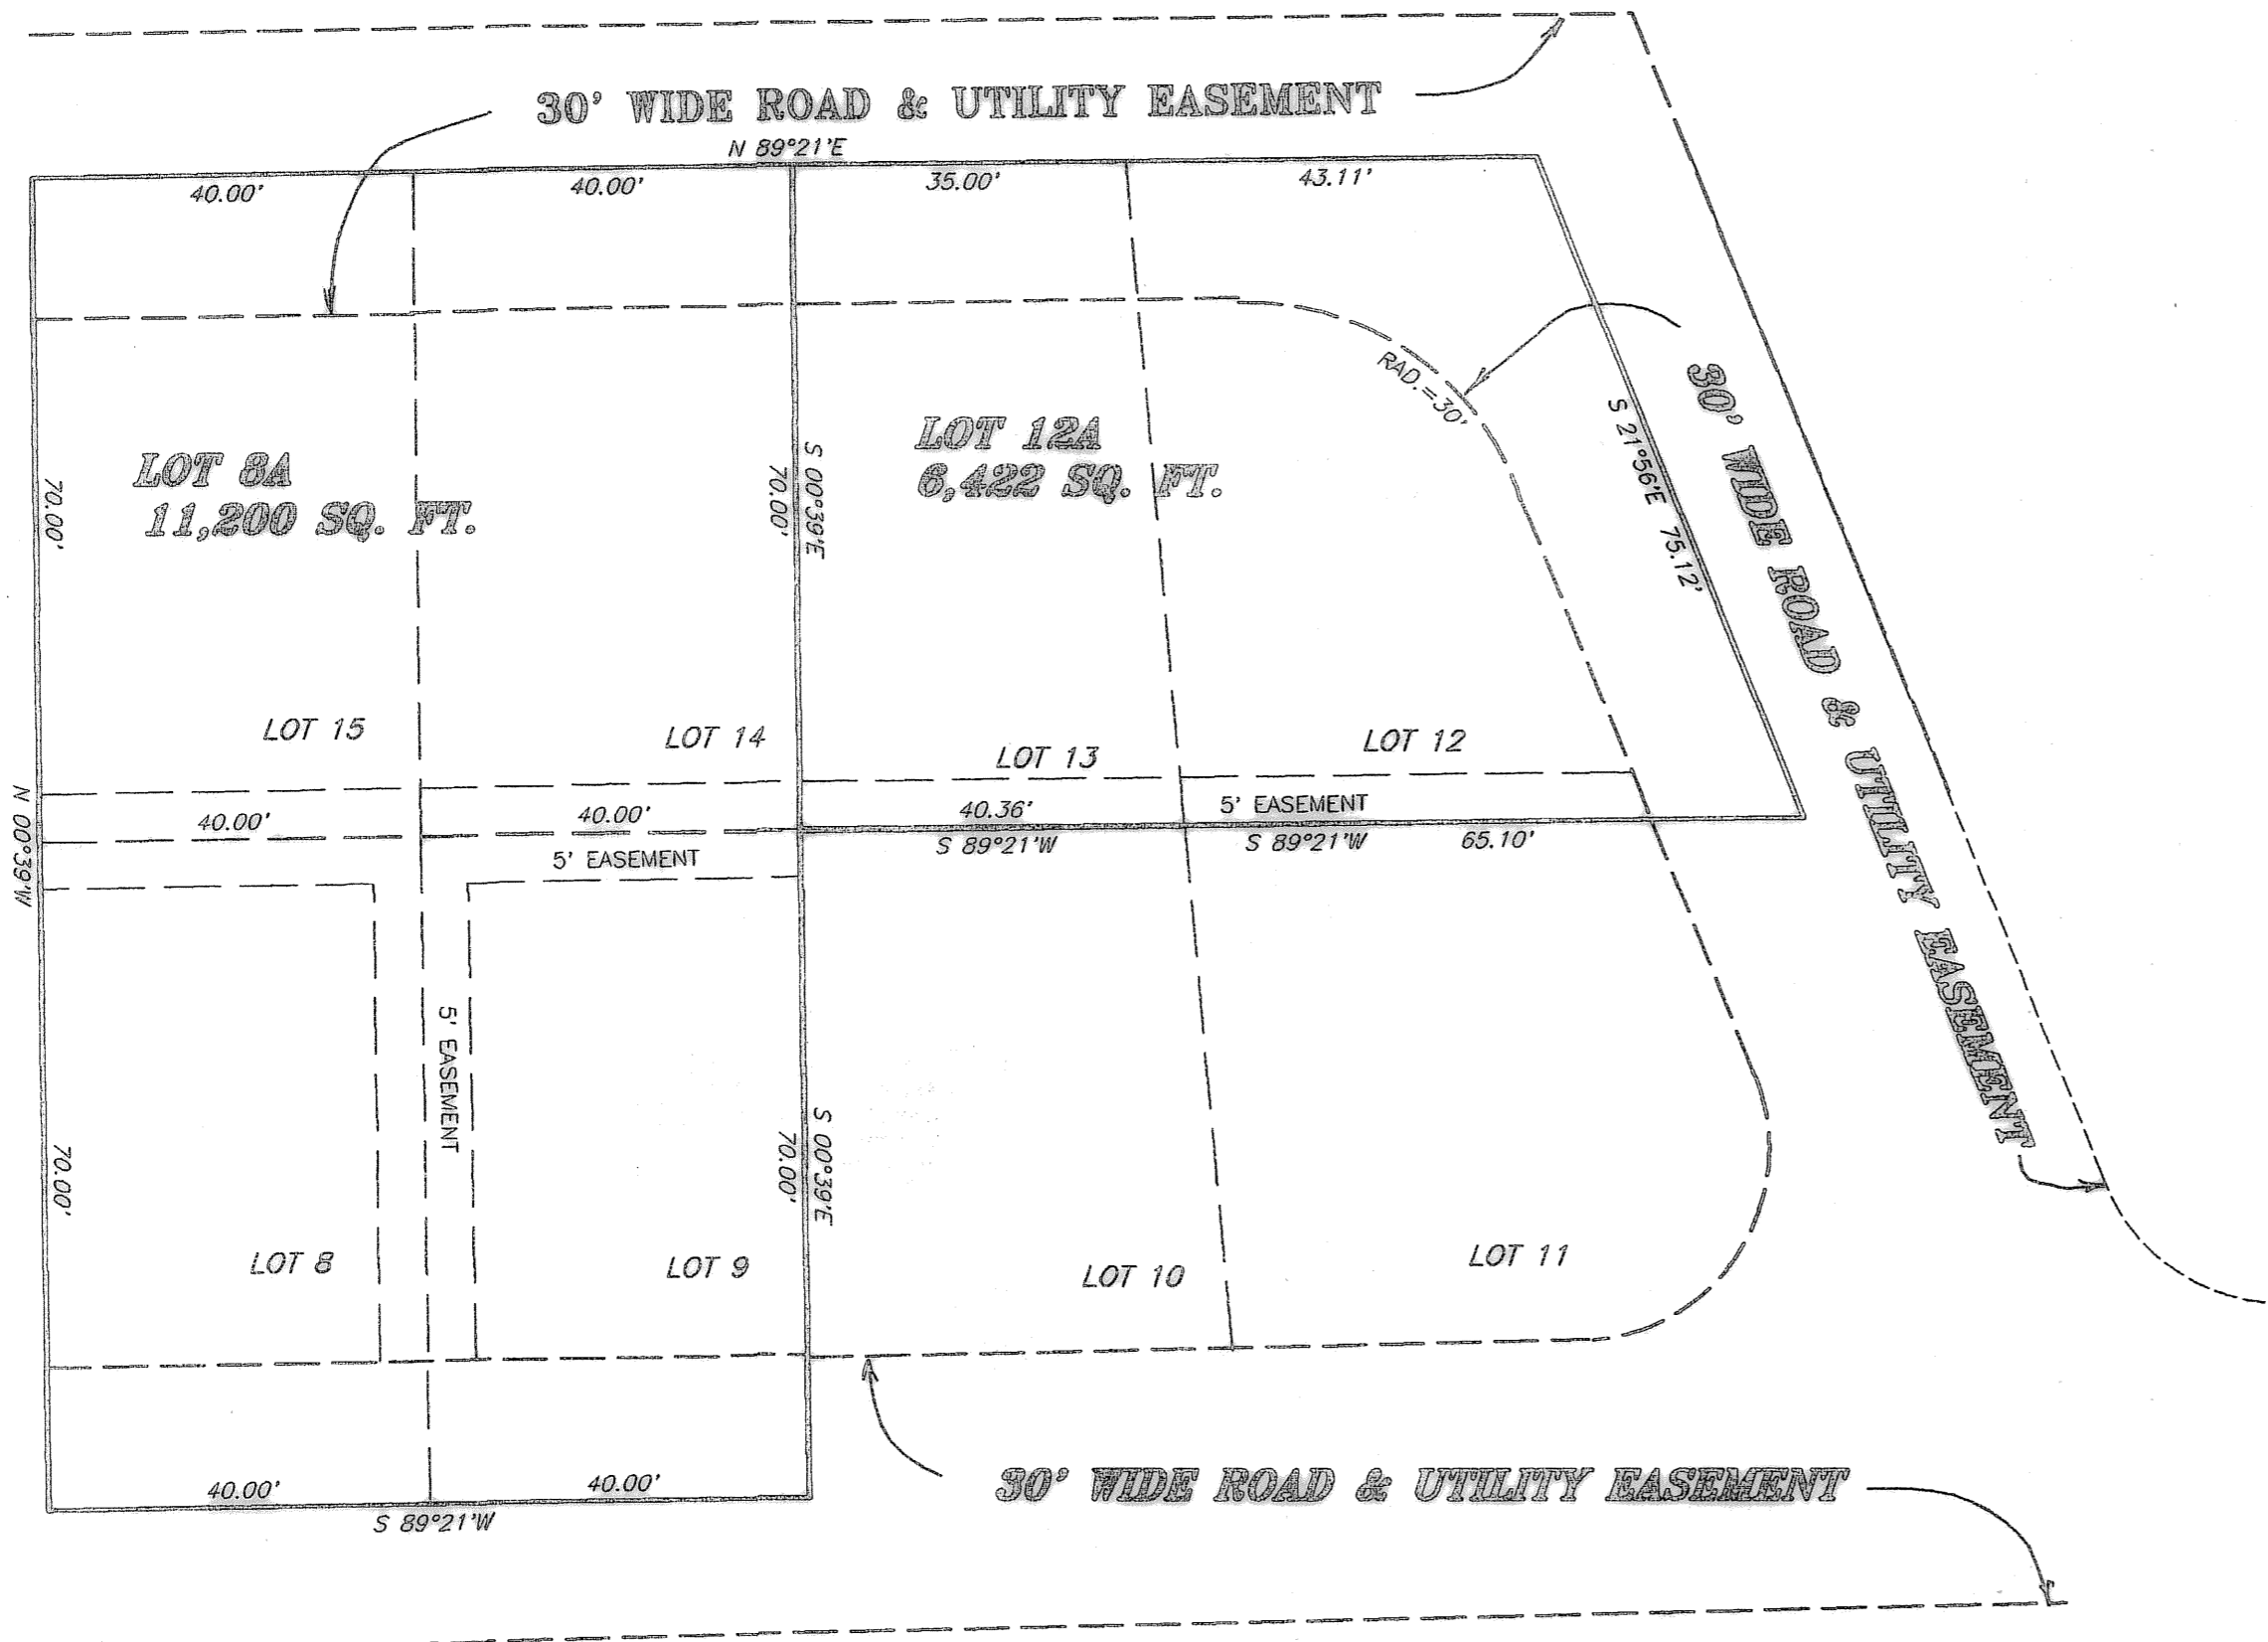 30' WIDE ROAD & UTILITY EASEMENT
N 89°21'E
40.00'
40.00'
35.00'
43.11'
RAD.=30'
30' WIDE ROAD & UTILITY EASEMENT
S 21°56'E 75.12'
LOT 8A
11,200 SQ. FT.
LOT 12A
6,422 SQ. FT.
70.00'
70.00'
S 00°39'E
LOT 15
LOT 14
LOT 13
LOT 12
N 00°39'W
40.00'
40.00'
40.36'
5' EASEMENT
S 89°21'W
S 89°21'W
65.10'
5' EASEMENT
5' EASEMENT
70.00'
70.00'
S 00°39'E
LOT 8
LOT 9
LOT 10
LOT 11
40.00'
40.00'
S 89°21'W
30' WIDE ROAD & UTILITY EASEMENT